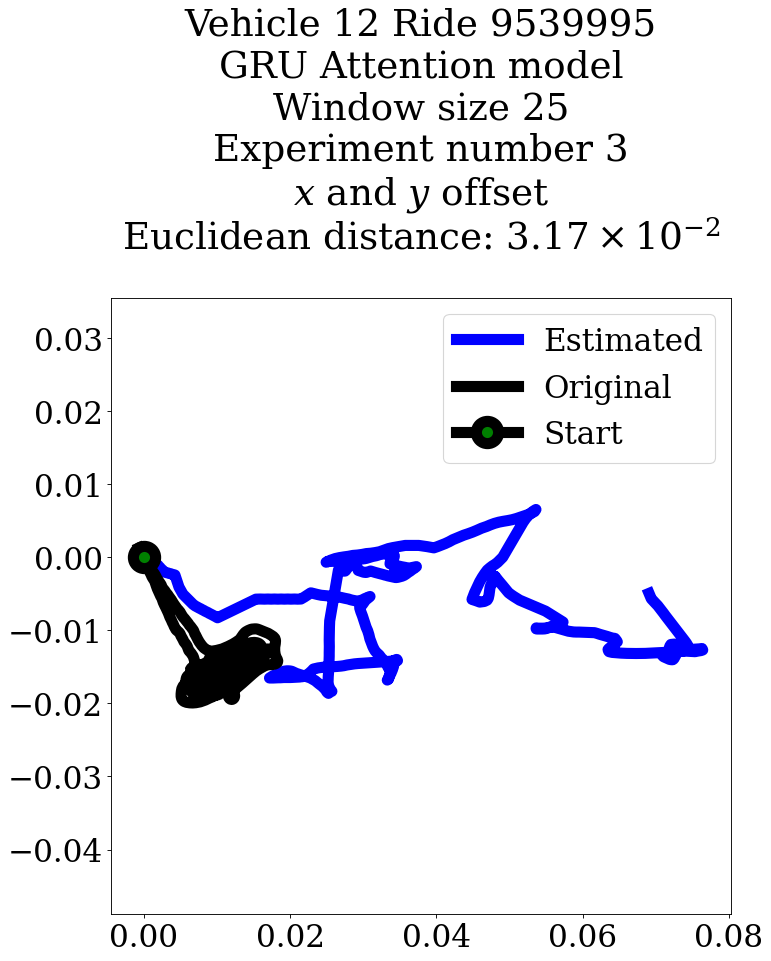 Vehicle 12 Ride 9539995
GRU Attention model
Window size 25
Experiment number 3
x and y offset
Euclidean distance: 3.17 × 10⁻²
Estimated
Original
Start
0.03
0.02
0.01
0.00
−0.01
−0.02
−0.03
−0.04
0.00 0.02 0.04 0.06 0.08